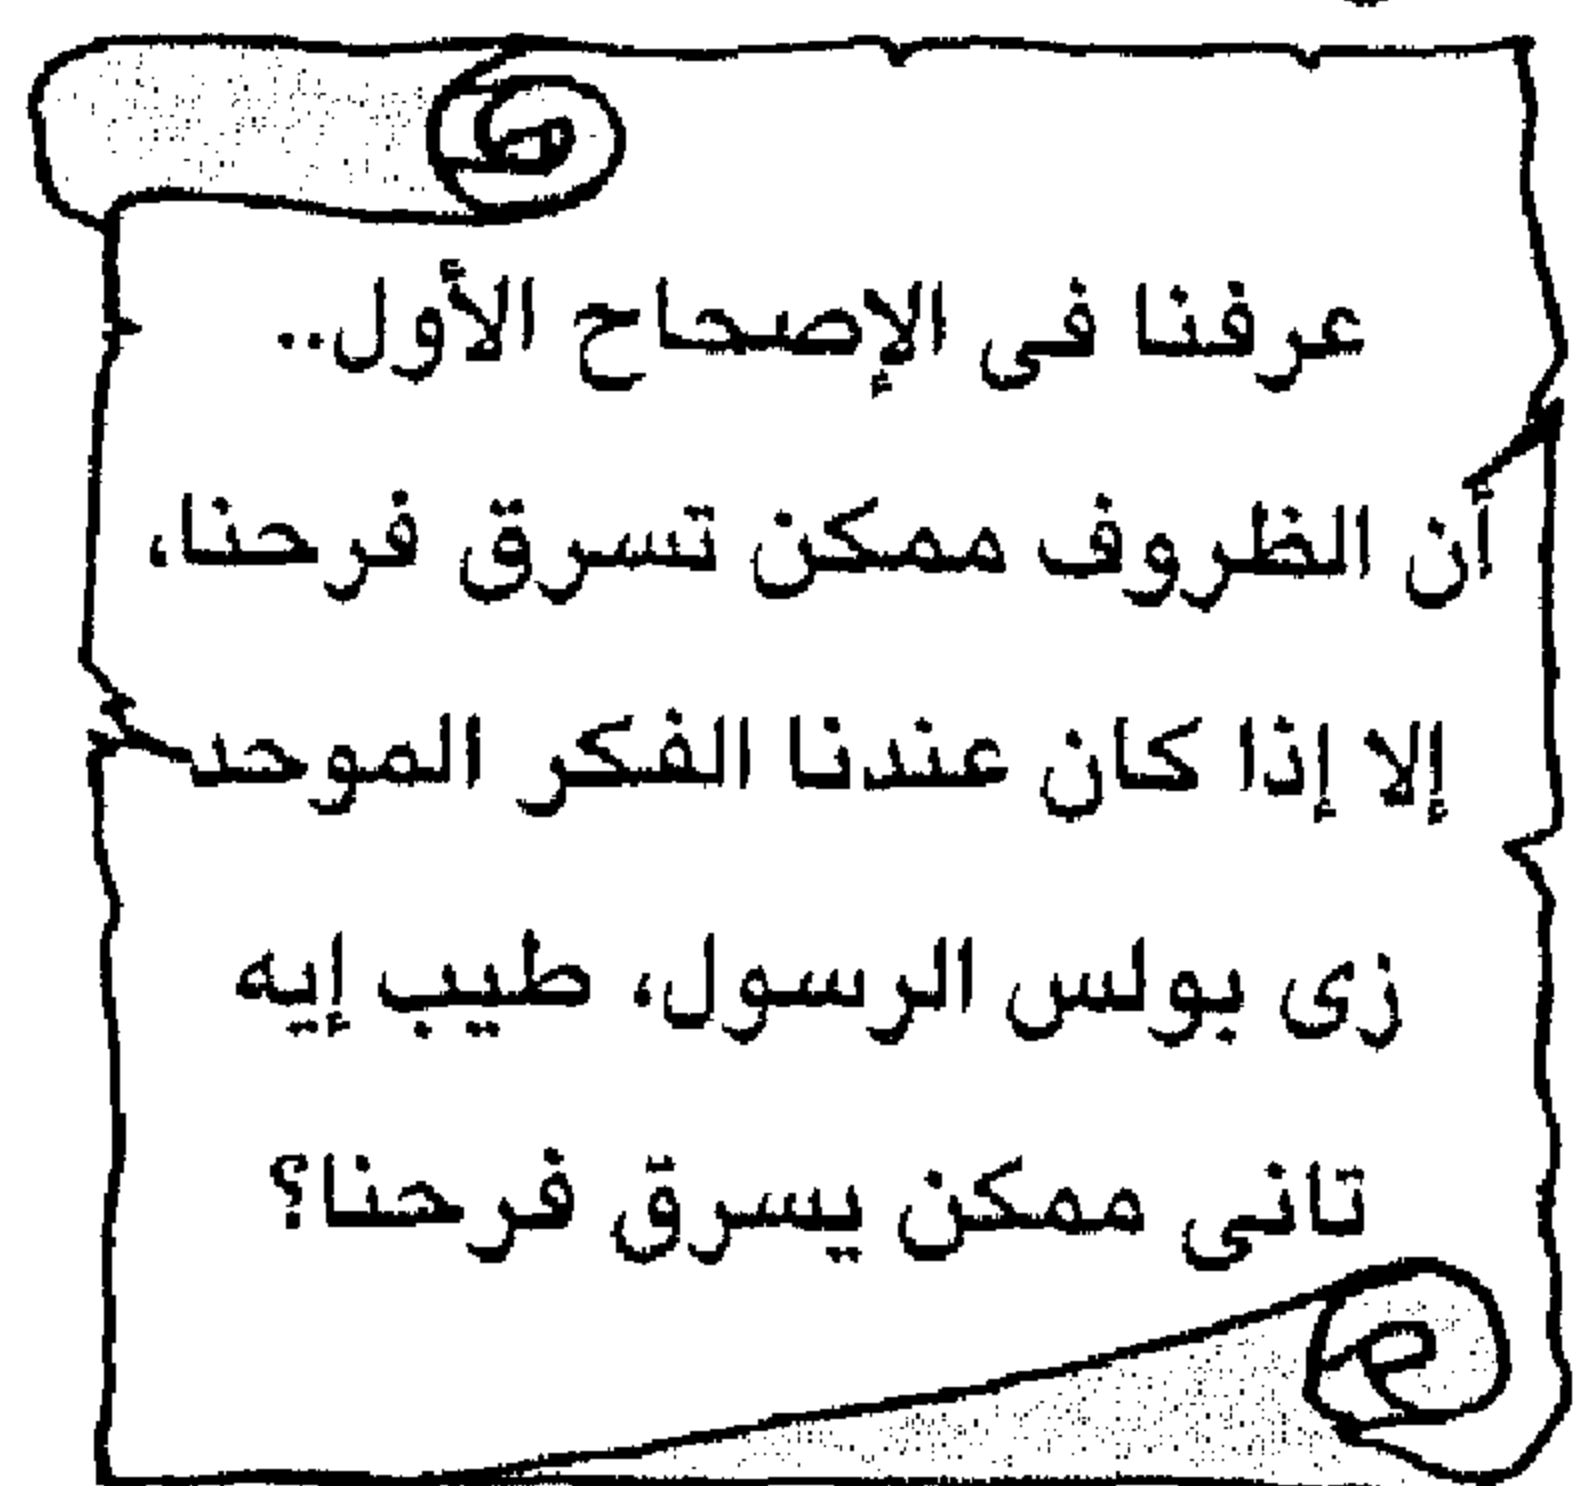 عرفنا فى الإصحاح الأول..
أن الظروف ممكن تسرق فرحنا،
إلا إذا كان عندنا الفكر الموحد
زى بولس الرسول، طيب إيه
تانى ممكن يسرق فرحنا؟